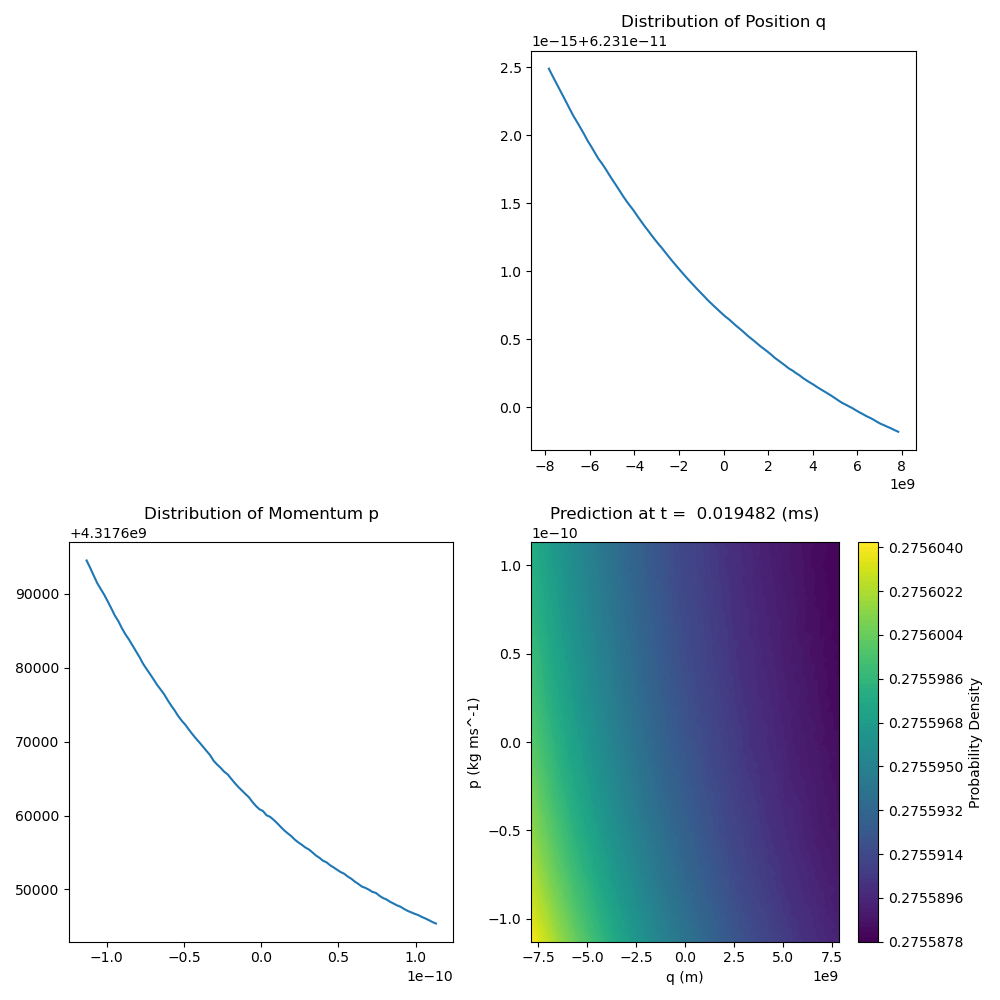 Distribution of Position q
1e−15+6.231e−11
2.5
2.0
1.5
1.0
0.5
0.0
−8 −6 −4 −2 0 2 4 6 8
1e9
Distribution of Momentum p
+4.3176e9
90000
80000
70000
60000
50000
−1.0 −0.5 0.0 0.5 1.0
1e−10
Prediction at t = 0.019482 (ms)
1e−10
1.0
0.5
0.0
−0.5
−1.0
p (kg ms^-1)
−7.5 −5.0 −2.5 0.0 2.5 5.0 7.5
1e9
q (m)
0.2756040
0.2756022
0.2756004
0.2755986
0.2755968
0.2755950
0.2755932
0.2755914
0.2755896
0.2755878
Probability Density